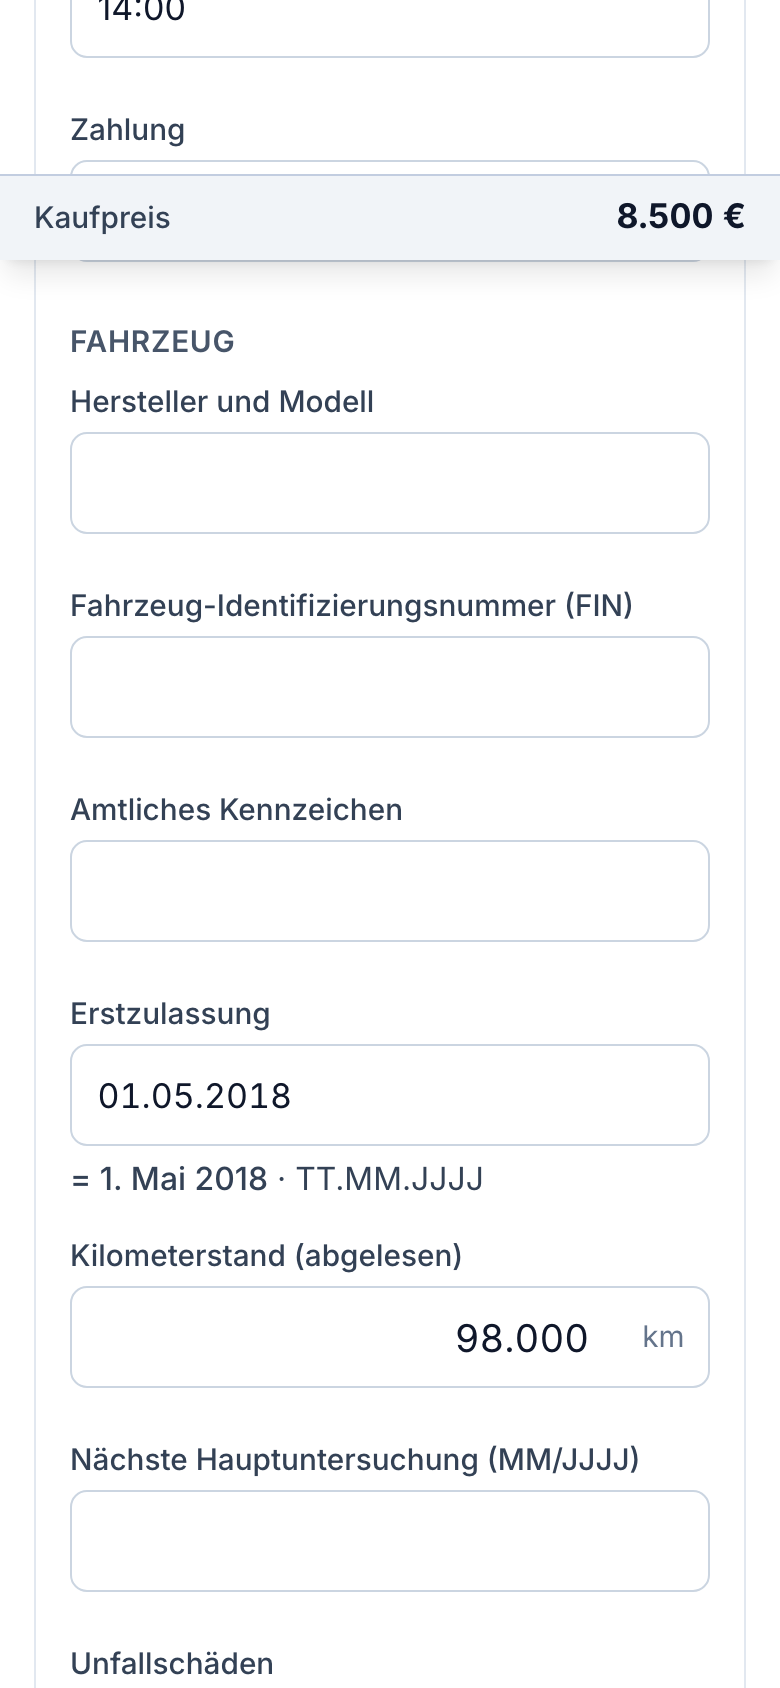 14:00
Zahlung
Kaufpreis 8.500 €
FAHRZEUG
Hersteller und Modell
Fahrzeug-Identifizierungsnummer (FIN)
Amtliches Kennzeichen
Erstzulassung
01.05.2018
= 1. Mai 2018 · TT.MM.JJJJ
Kilometerstand (abgelesen)
98.000 km
Nächste Hauptuntersuchung (MM/JJJJ)
Unfallschäden